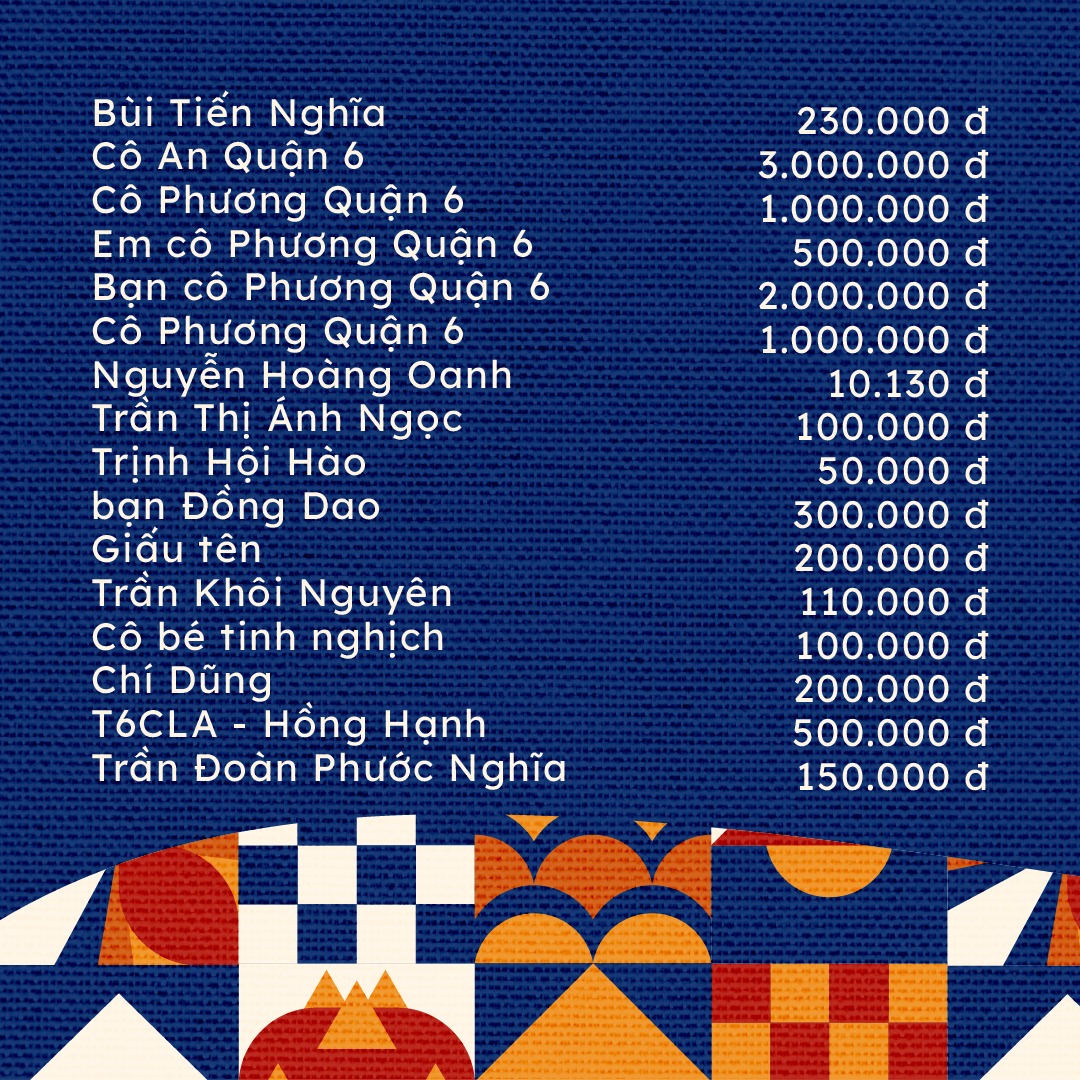 Bùi Tiến Nghĩa 230.000 đ
Cô An Quận 6 3.000.000 đ
Cô Phương Quận 6 1.000.000 đ
Em cô Phương Quận 6 500.000 đ
Bạn cô Phương Quận 6 2.000.000 đ
Cô Phương Quận 6 1.000.000 đ
Nguyễn Hoàng Oanh 10.130 đ
Trần Thị Ánh Ngọc 100.000 đ
Trịnh Hội Hào 50.000 đ
bạn Đồng Dao 300.000 đ
Giấu tên 200.000 đ
Trần Khôi Nguyên 110.000 đ
Cô bé tinh nghịch 100.000 đ
Chí Dũng 200.000 đ
T6CLA - Hồng Hạnh 500.000 đ
Trần Đoàn Phước Nghĩa 150.000 đ